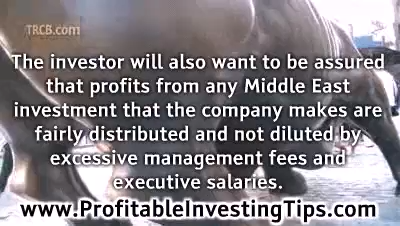 TRCB.com
The investor will also want to be assured
that profits from any Middle East
investment that the company makes are
fairly distributed and not diluted by
excessive management fees and
executive salaries.
www.ProfitableInvestingTips.com